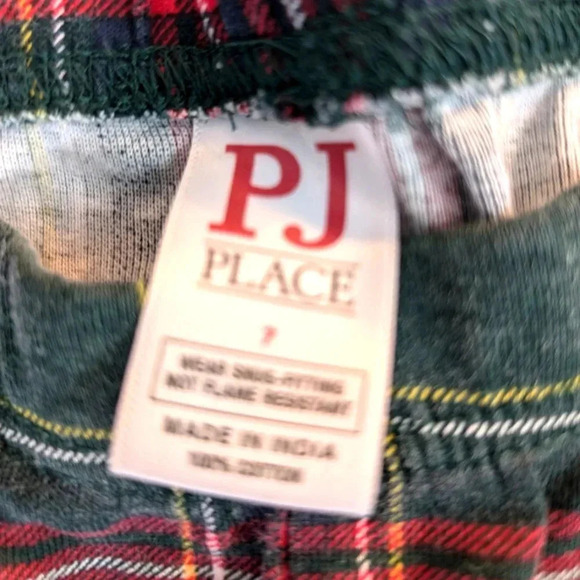 PJ
PLACE
7
WEAR SNUG-FITTING
NOT FLAME RESISTANT
MADE IN INDIA
100% COTTON